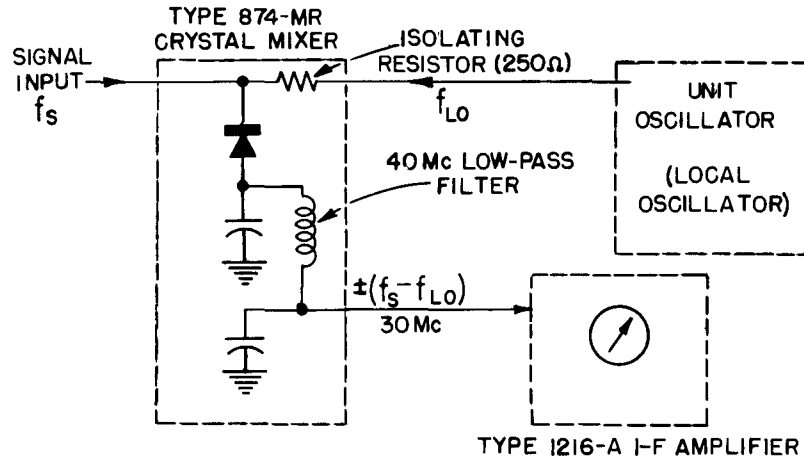 TYPE 874-MR
CRYSTAL MIXER
SIGNAL
INPUT
fS
ISOLATING
RESISTOR (250Ω)
fLO
UNIT
OSCILLATOR
(LOCAL
OSCILLATOR)
40 Mc LOW-PASS
FILTER
±(fS-fLO)
30 Mc
TYPE 1216-A I-F AMPLIFIER